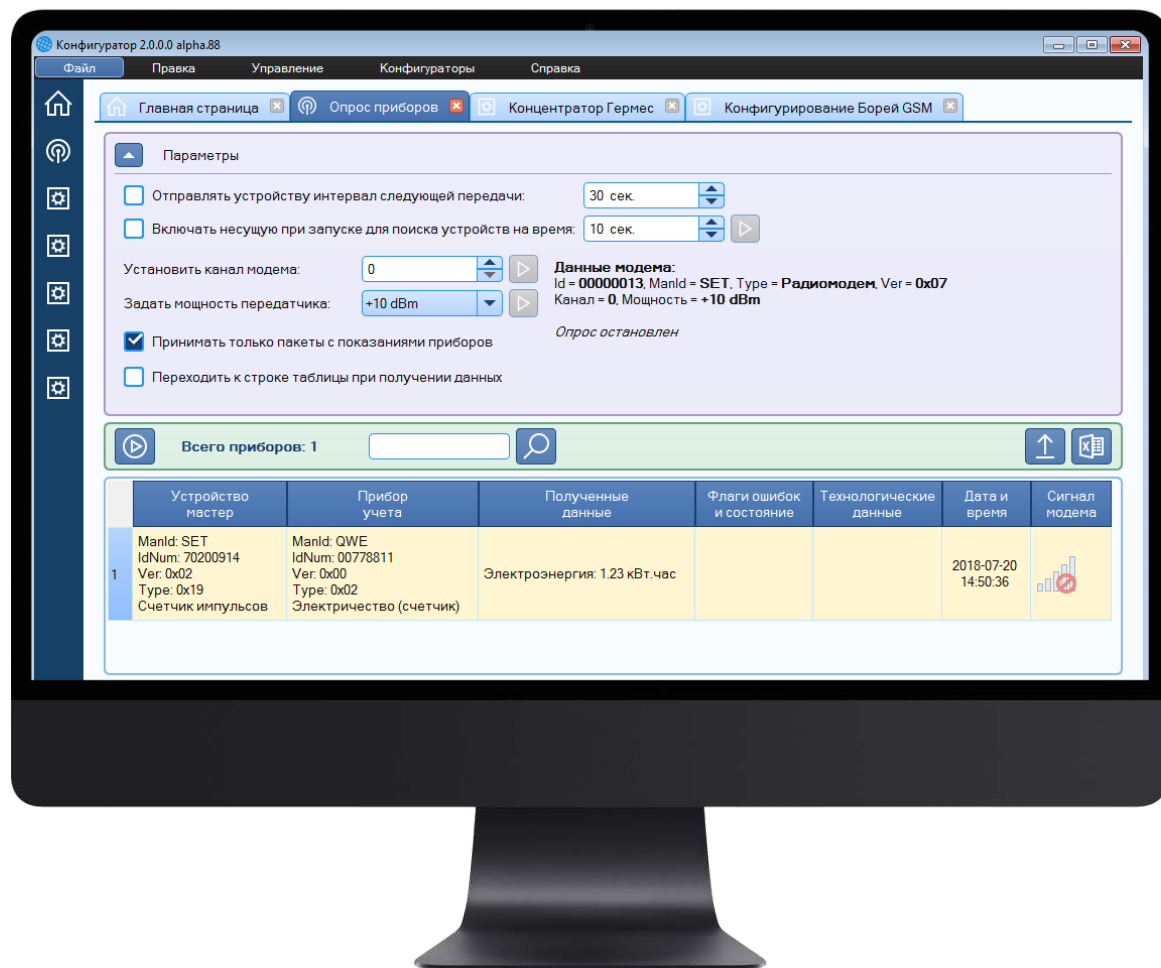 Конфигуратор 2.0.0.0 alpha.88
Файл Правка Управление Конфигураторы Справка
Главная страница Опрос приборов Концентратор Гермес Конфигурирование Борей GSM
Параметры
Отправлять устройству интервал следующей передачи: 30 сек.
Включать несущую при запуске для поиска устройств на время: 10 сек.
Установить канал модема: 0
Задать мощность передатчика: +10 dBm
Данные модема:
Id = 00000013, ManId = SET, Type = Радиомодем, Ver = 0x07
Канал = 0, Мощность = +10 dBm
Опрос остановлен
Принимать только пакеты с показаниями приборов
Переходить к строке таблицы при получении данных
Всего приборов: 1
Устройство мастер
Прибор учета
Полученные данные
Флаги ошибок и состояние
Технологические данные
Дата и время
Сигнал модема
1
ManId: SET
IdNum: 70200914
Ver: 0x02
Type: 0x19
Счетчик импульсов
ManId: QWE
IdNum: 00778811
Ver: 0x00
Type: 0x02
Электричество (счетчик)
Электроэнергия: 1.23 кВт.час
2018-07-20
14:50:36